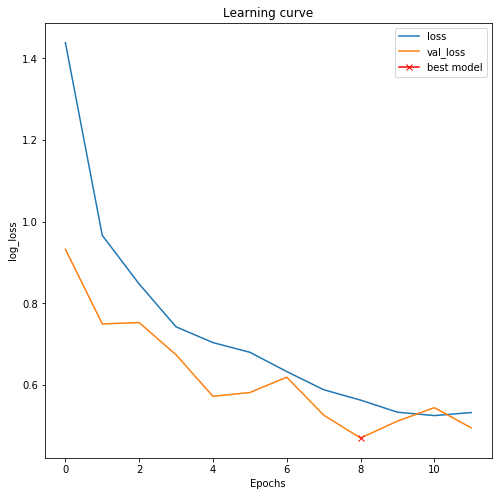 Learning curve
loss
val_loss
best model
log_loss
1.4
1.2
1.0
0.8
0.6
0 2 4 6 8 10
Epochs